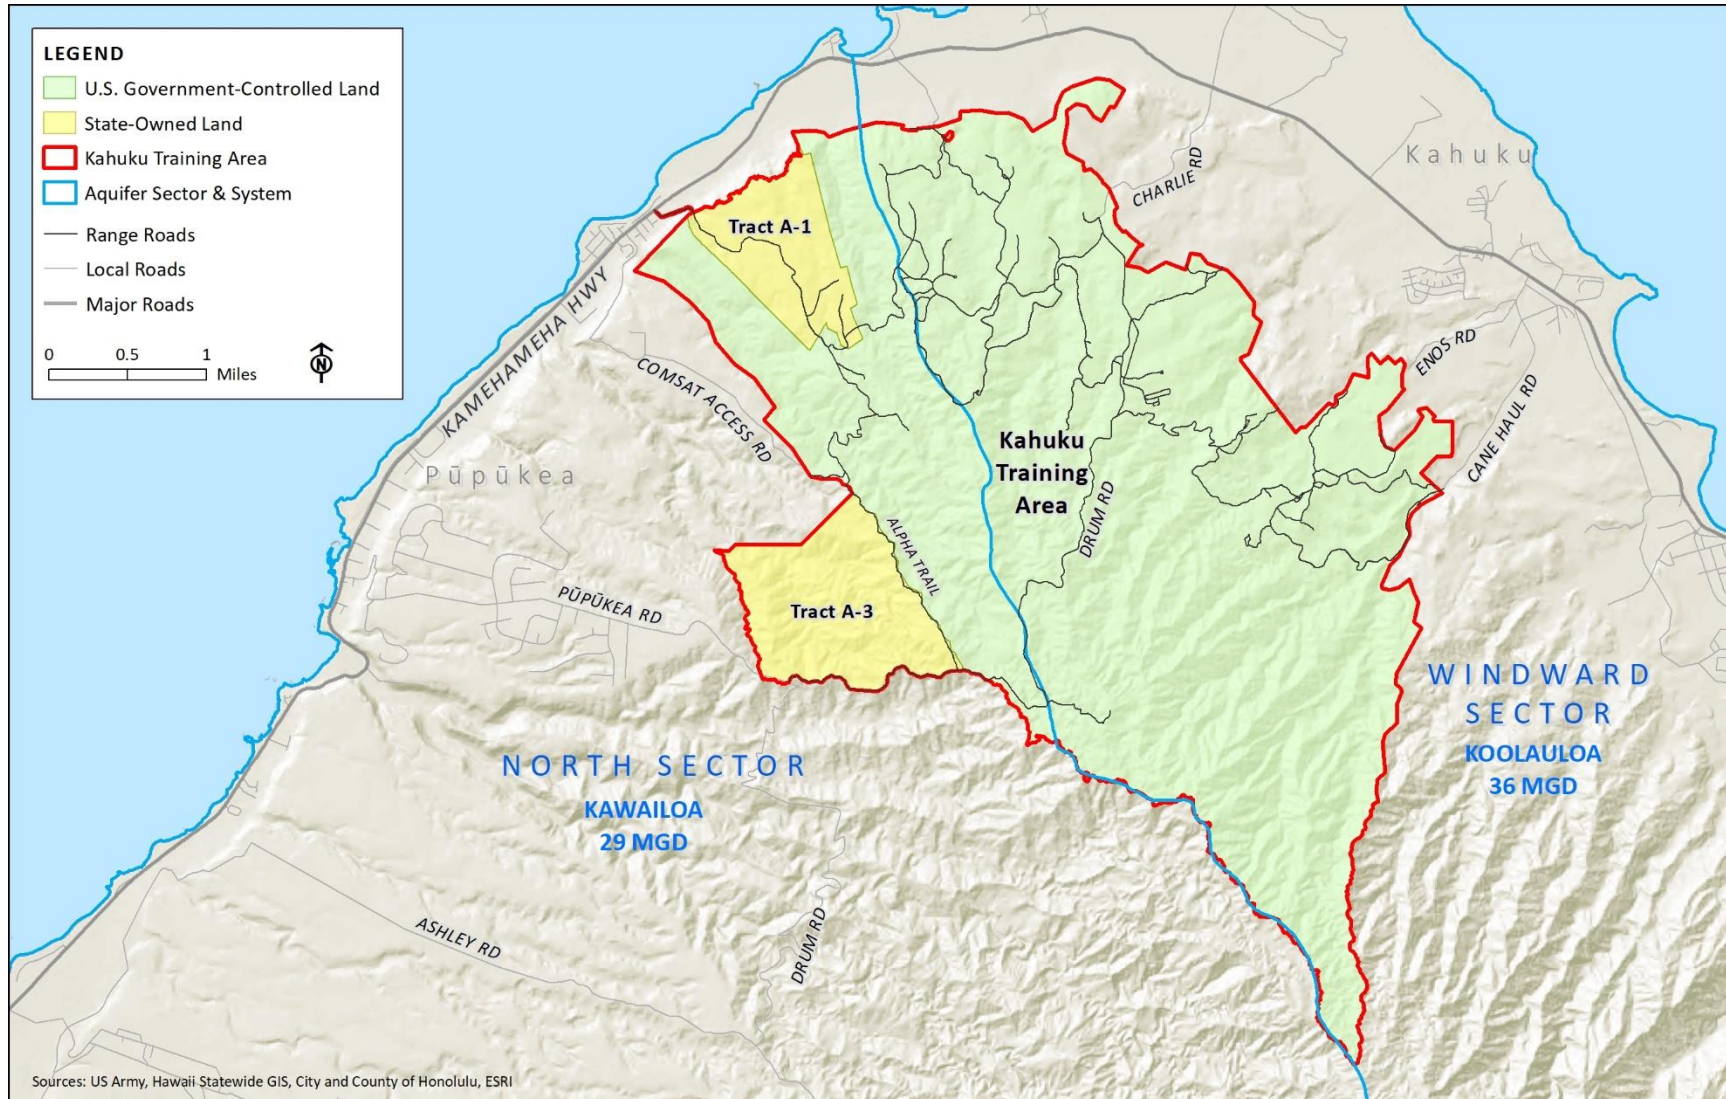 LEGEND
U.S. Government-Controlled Land
State-Owned Land
Kahuku Training Area
Aquifer Sector & System
Range Roads
Local Roads
Major Roads
0 0.5 1
Miles
N
Tract A-1
CHARLIE RD
Kahuku
KAMEHAMEHA HWY
COMSAT ACCESS RD
ENOS RD
CANE HAUL RD
Pūpūkea
Kahuku
Training
Area
DRUM RD
ALPHA TRAIL
PŪPŪKEA RD
Tract A-3
WINDWARD
SECTOR
KOOLAULOA
36 MGD
NORTH SECTOR
KAWAILOA
29 MGD
ASHLEY RD
DRUM RD
Sources: US Army, Hawaii Statewide GIS, City and County of Honolulu, ESRI